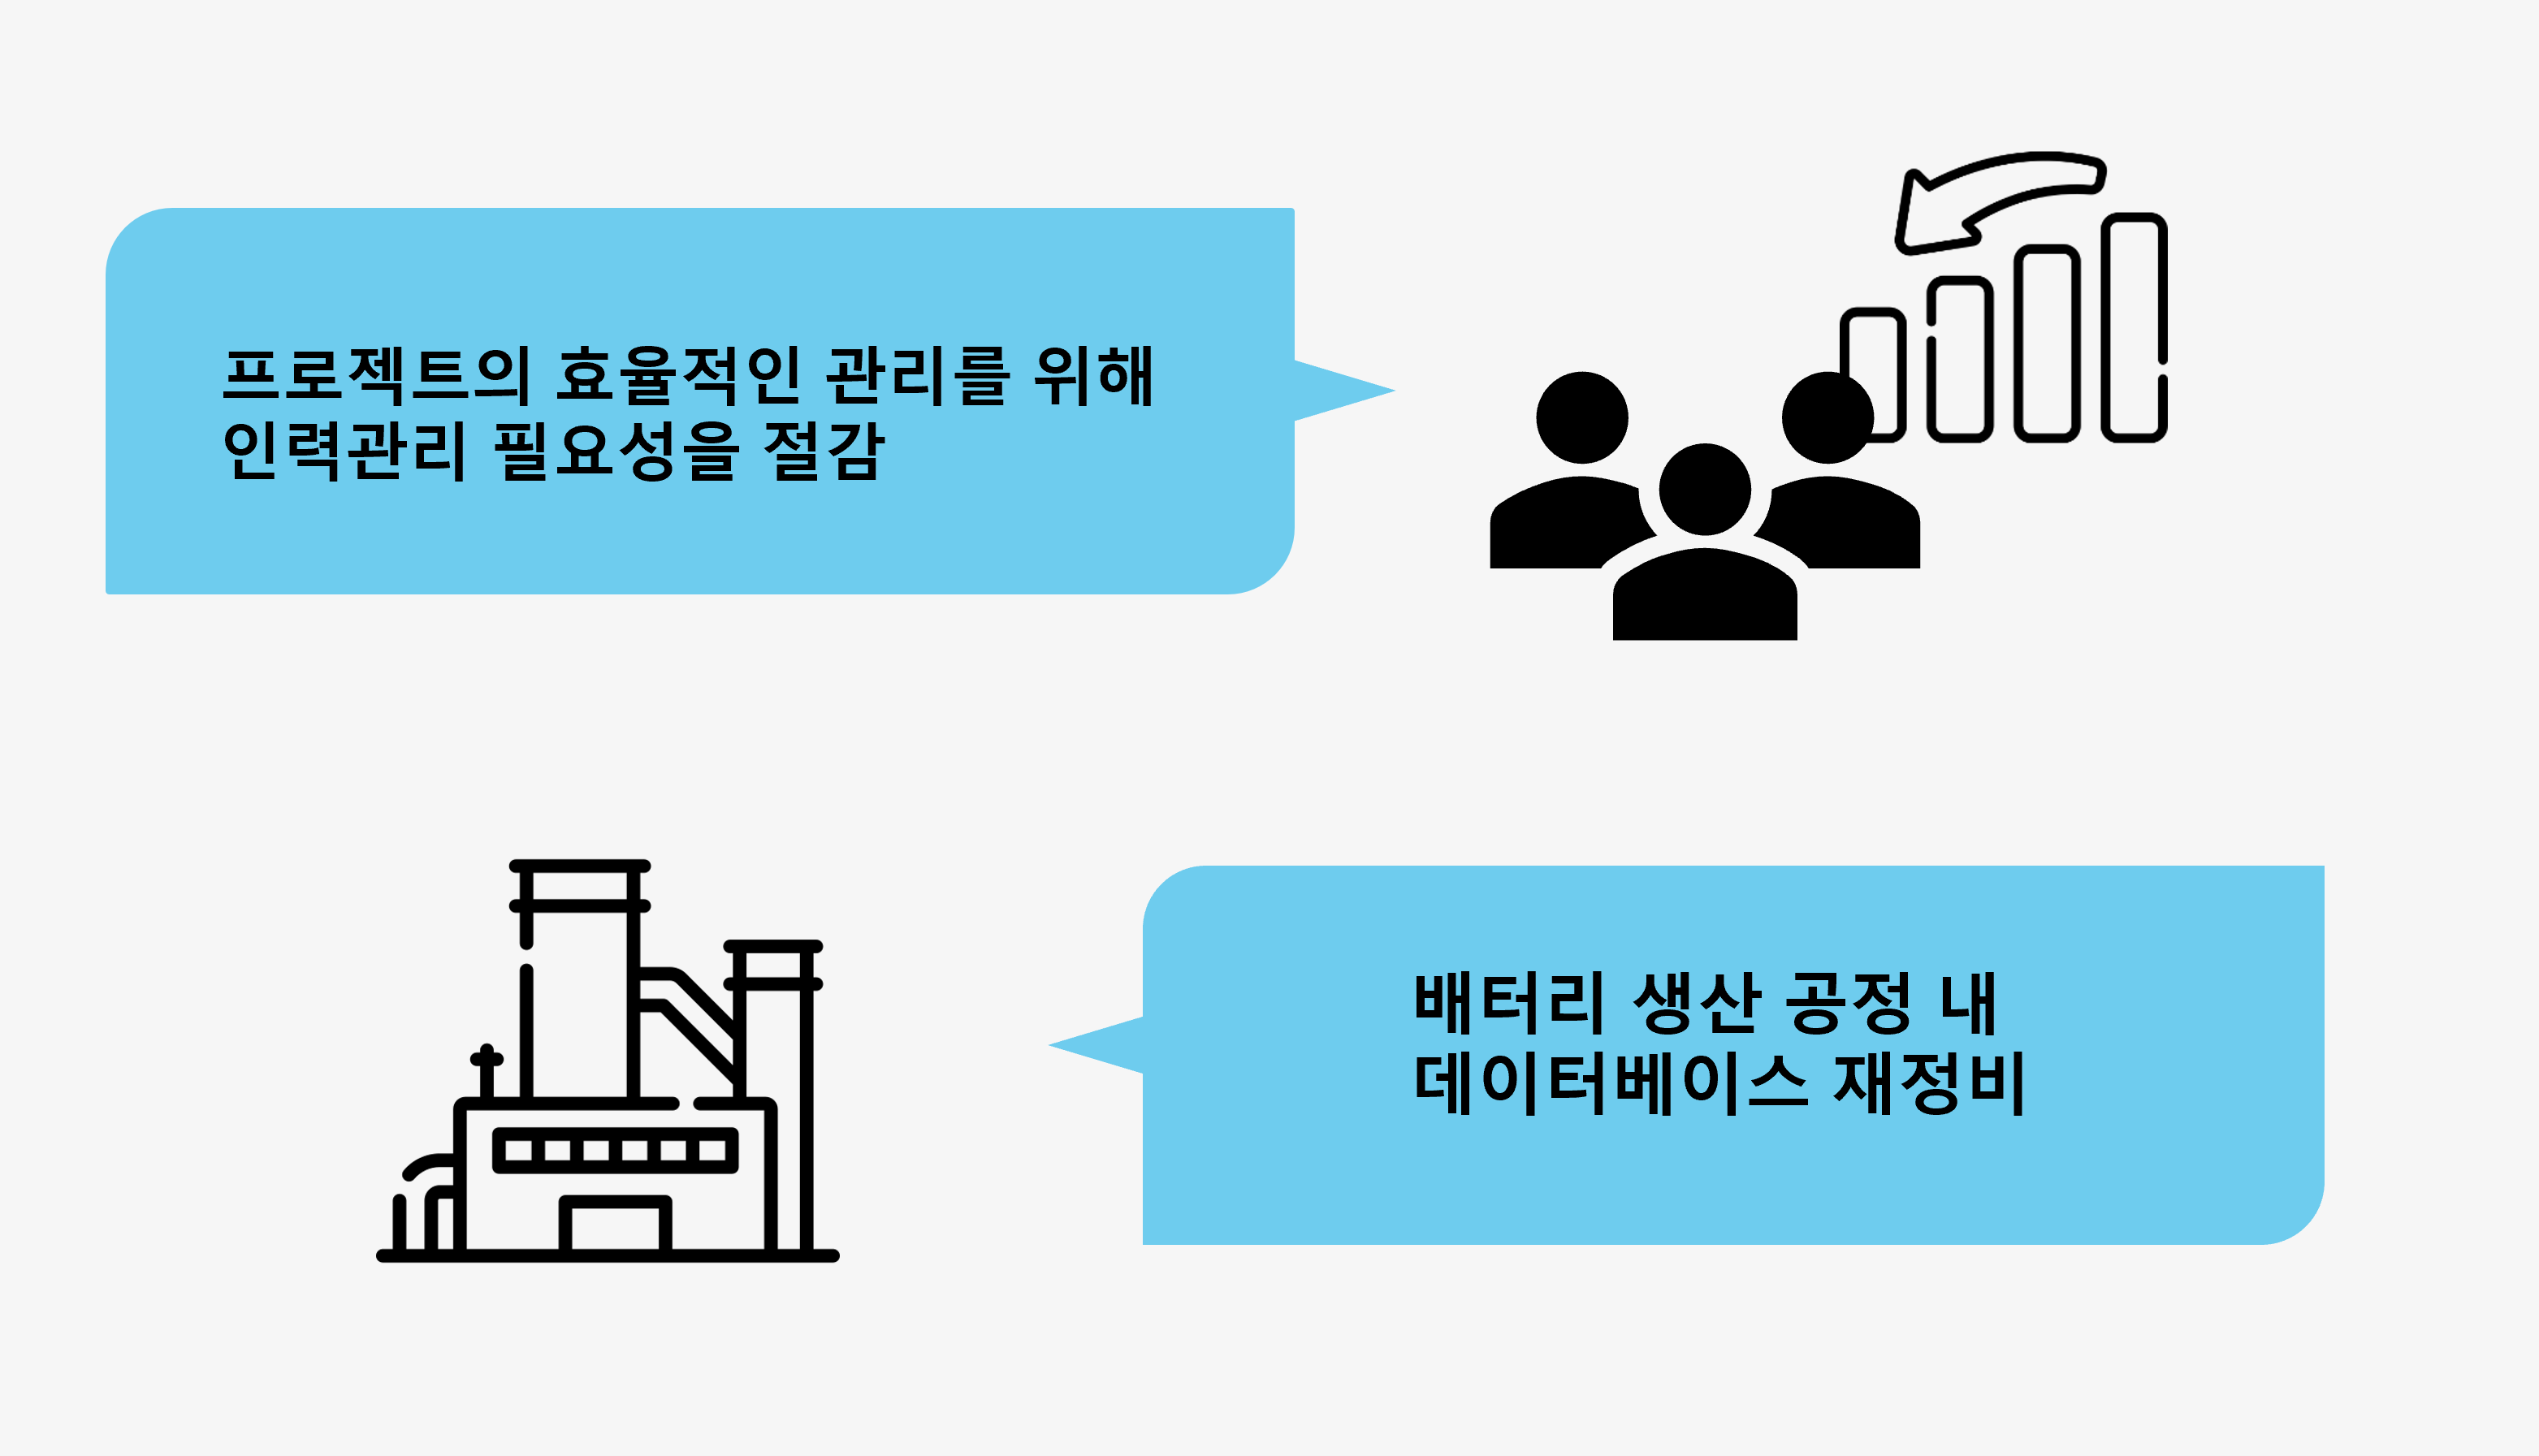 프로젝트의 효율적인 관리를 위해
인력관리 필요성을 절감
배터리 생산 공정 내
데이터베이스 재정비